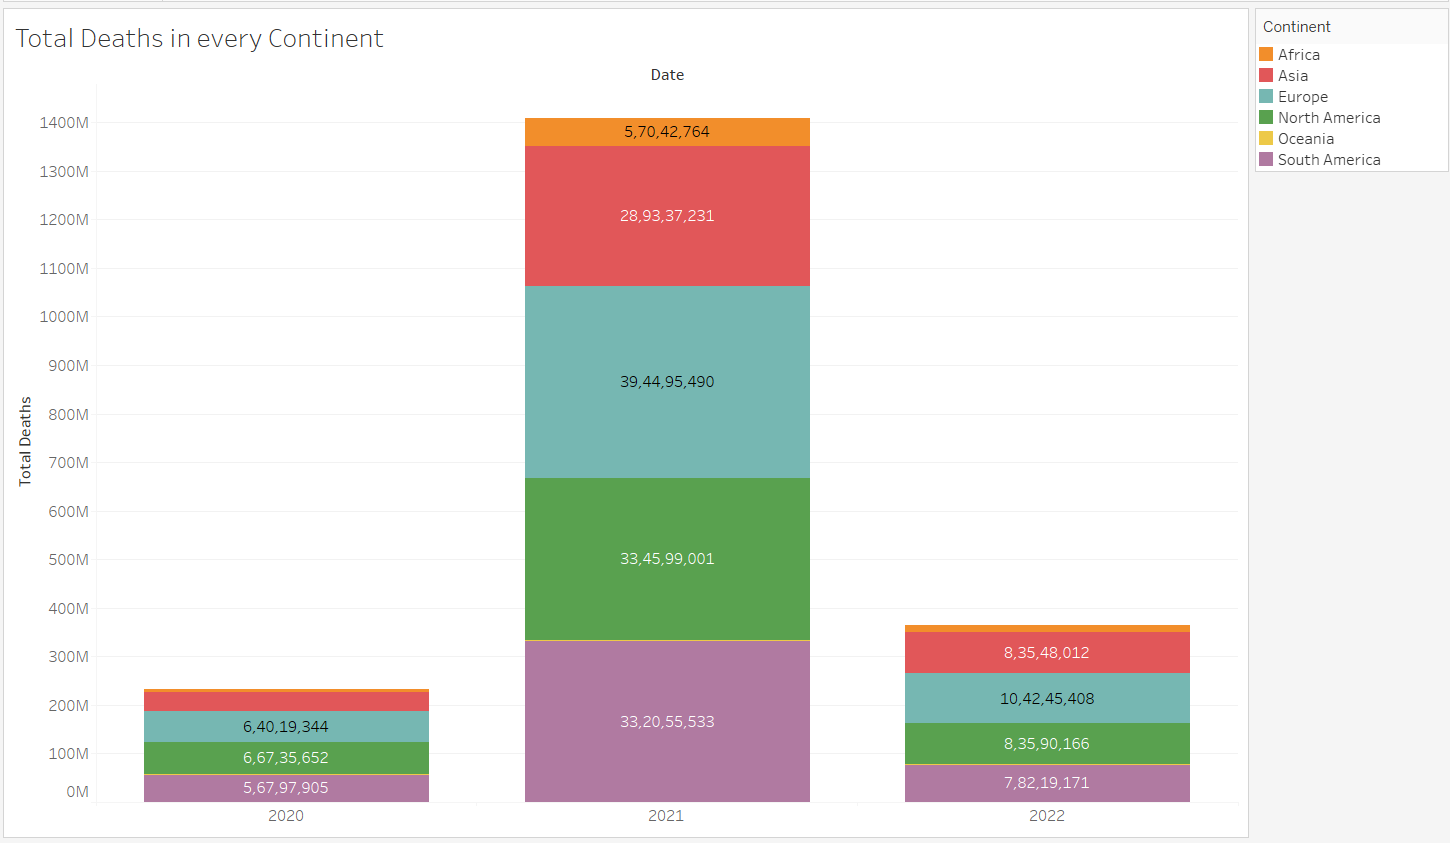 Total Deaths in every Continent
Date
Total Deaths
1400M
1300M
1200M
1100M
1000M
900M
800M
700M
600M
500M
400M
300M
200M
100M
0M
6,40,19,344
6,67,35,652
5,67,97,905
5,70,42,764
28,93,37,231
39,44,95,490
33,45,99,001
33,20,55,533
8,35,48,012
10,42,45,408
8,35,90,166
7,82,19,171
2020
2021
2022
Continent
Africa
Asia
Europe
North America
Oceania
South America